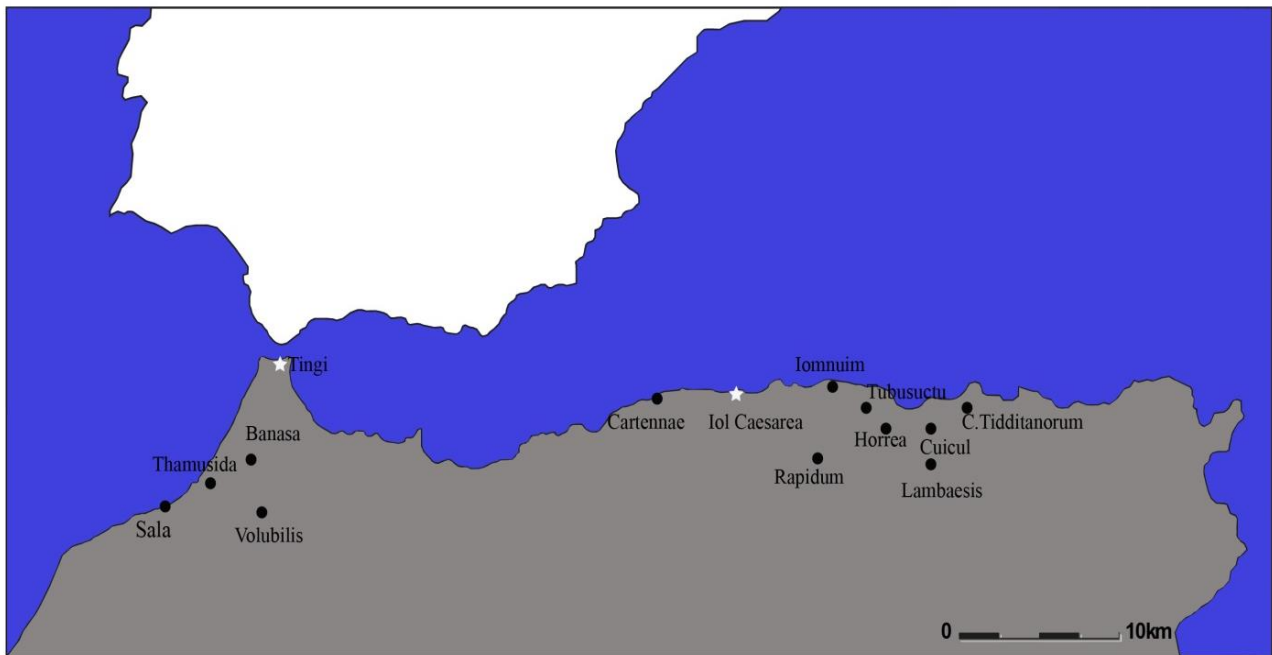 Tingi
Iomnuim
Tubusuctu
Cartennae
Iol Caesarea
C.Tidditanorum
Banasa
Horrea
Cuicul
Thamusida
Rapidum
Lambaesis
Sala
Volubilis
0 10km